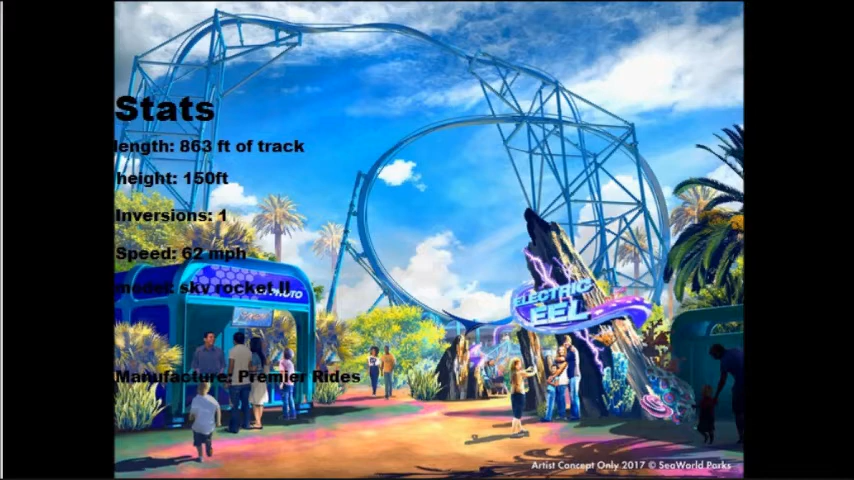 Stats
length: 863 ft of track
height: 150ft
Inversions: 1
Speed: 62 mph
model: sky rocket II
PHOTO
ELECTRIC
EEL
Manufacture: Premier Rides
Artist Concept Only 2017 © SeaWorld Parks